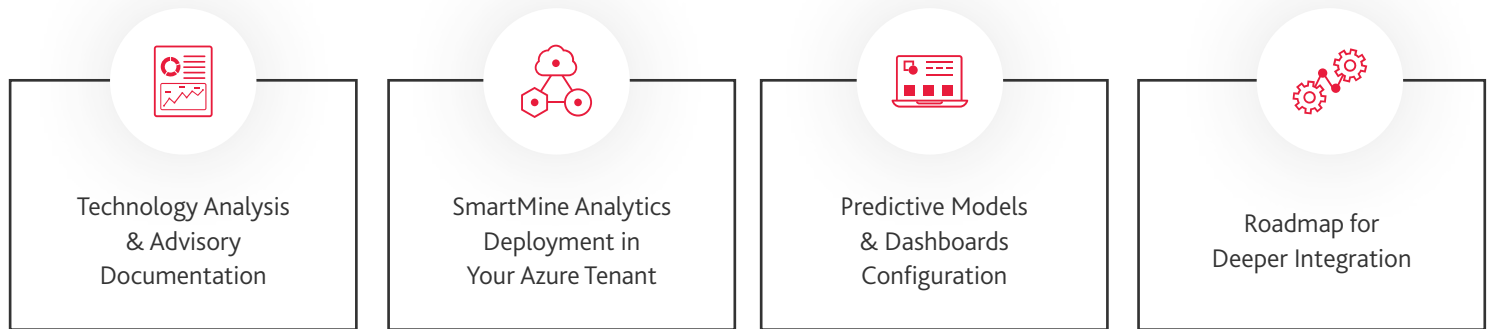 Technology Analysis
& Advisory
Documentation
SmartMine Analytics
Deployment in
Your Azure Tenant
Predictive Models
& Dashboards
Configuration
Roadmap for
Deeper Integration